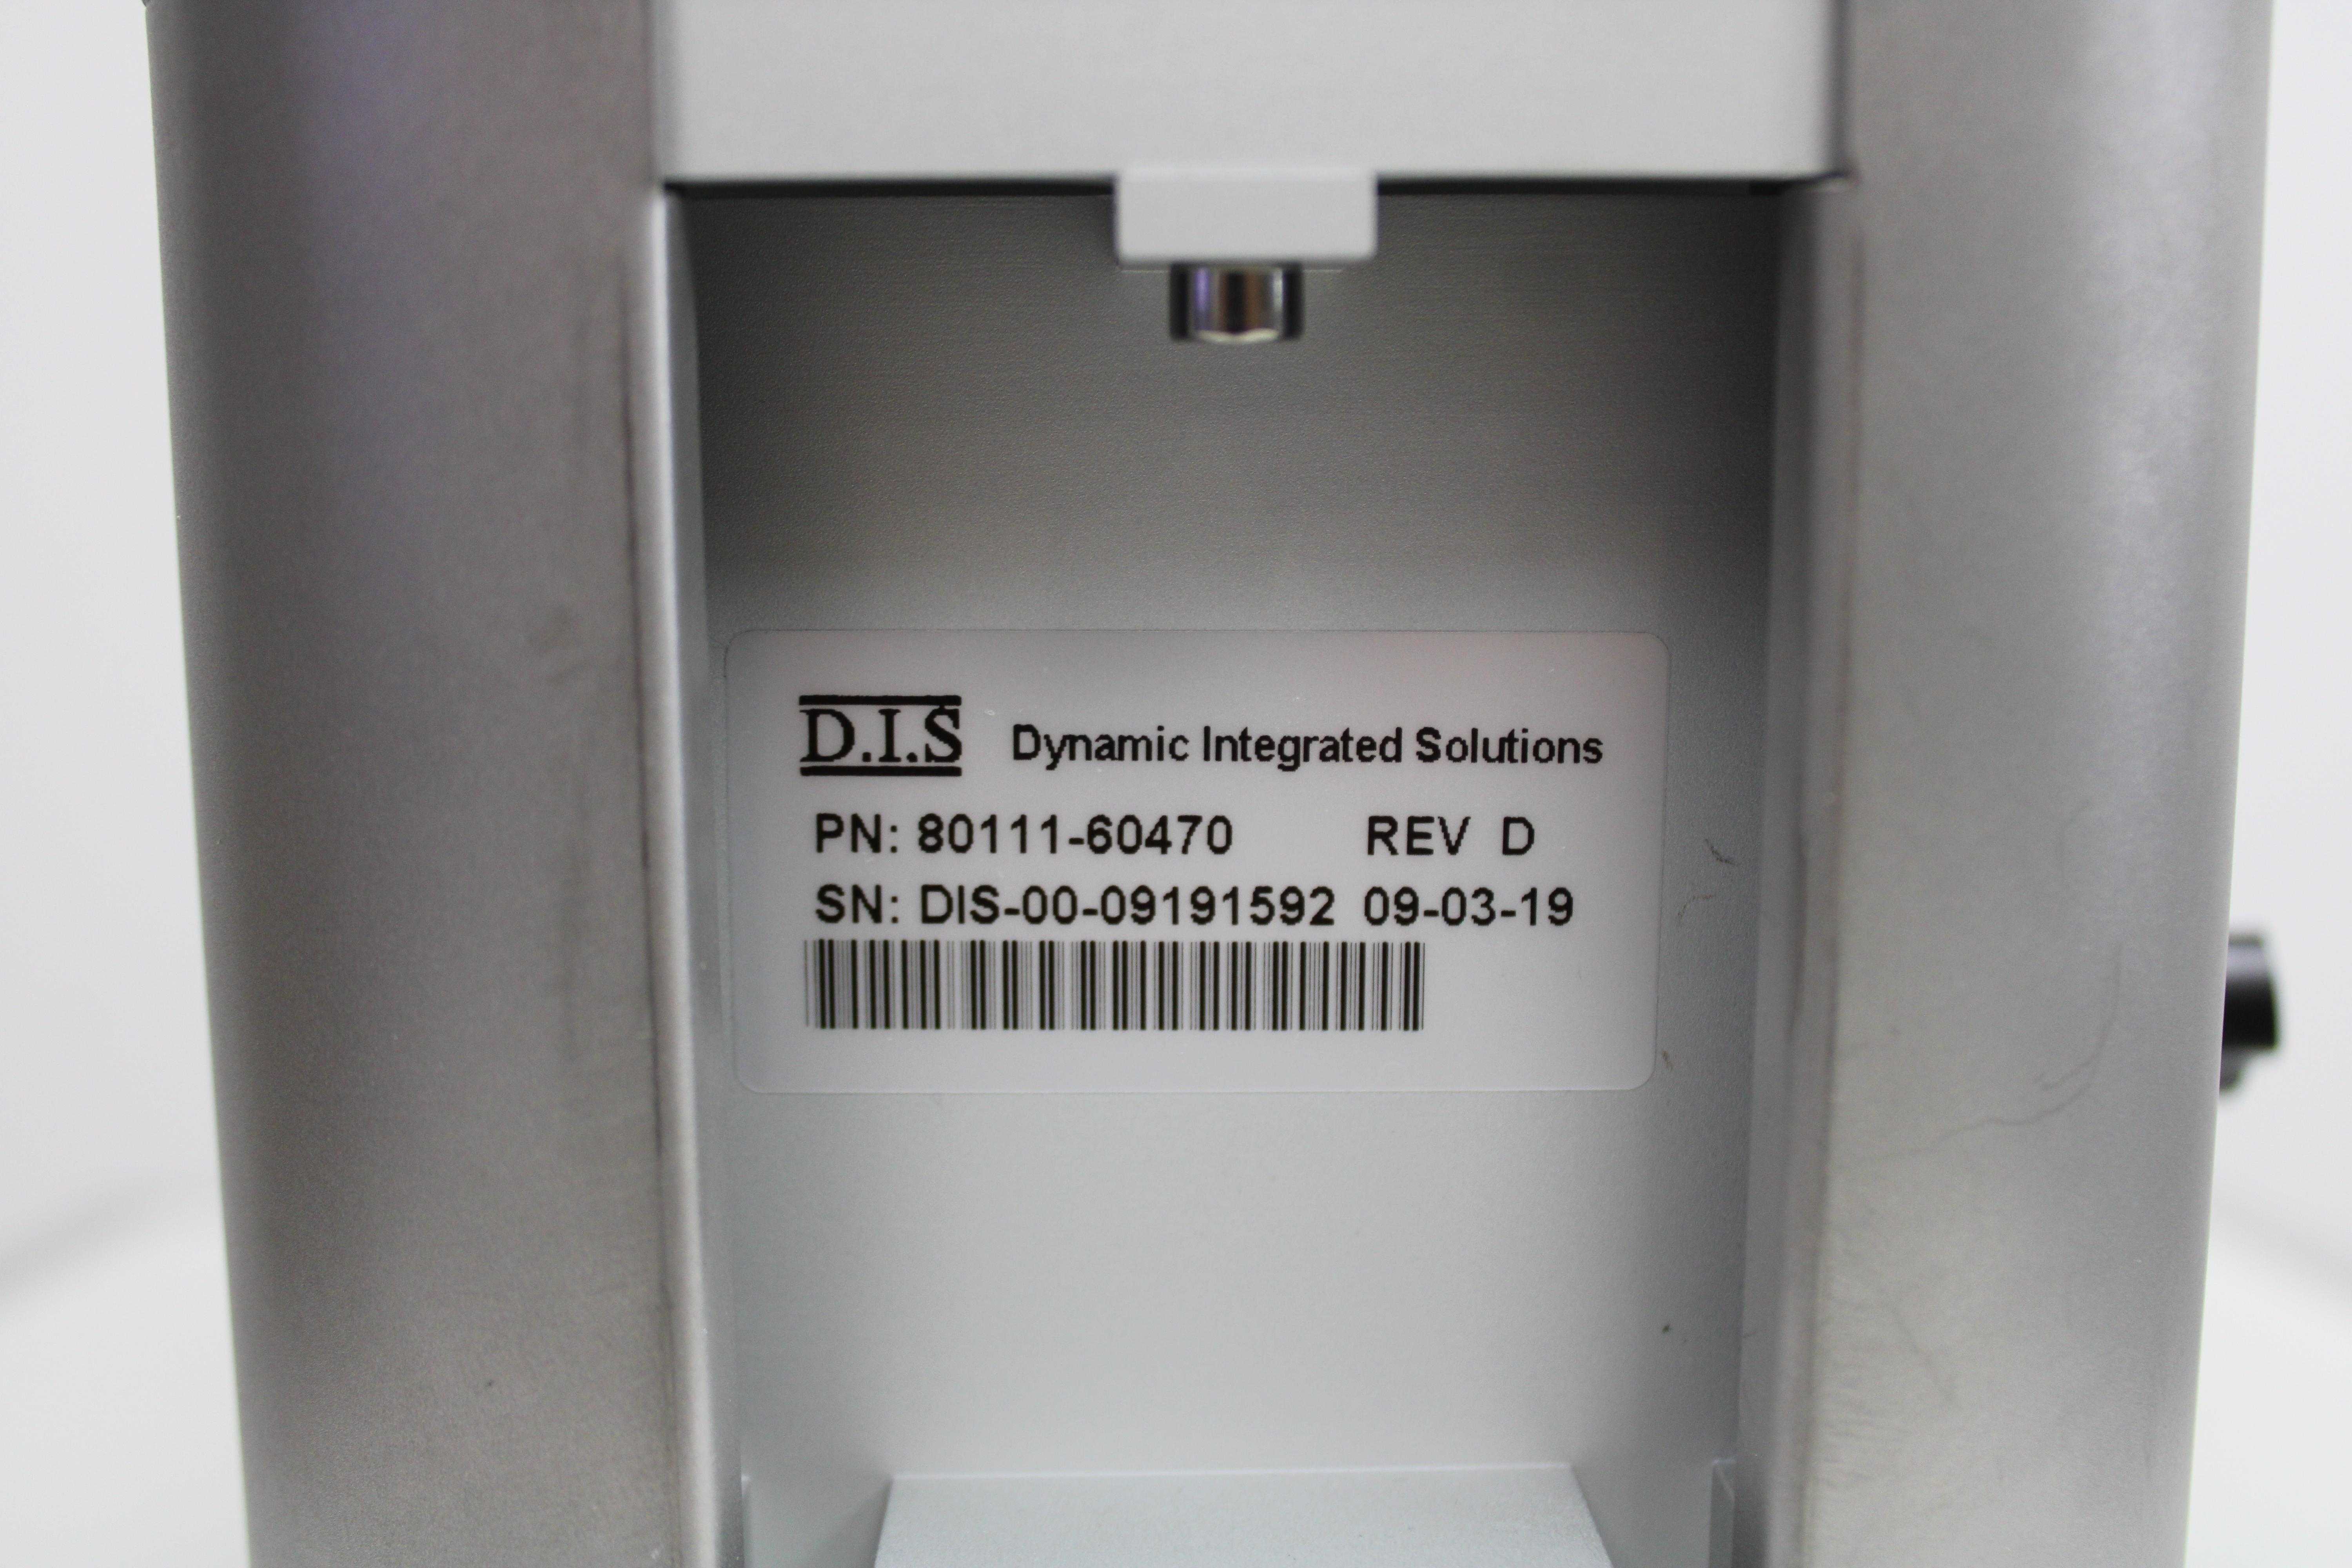 D.I.S Dynamic Integrated Solutions
PN: 80111-60470 REV D
SN: DIS-00-09191592 09-03-19